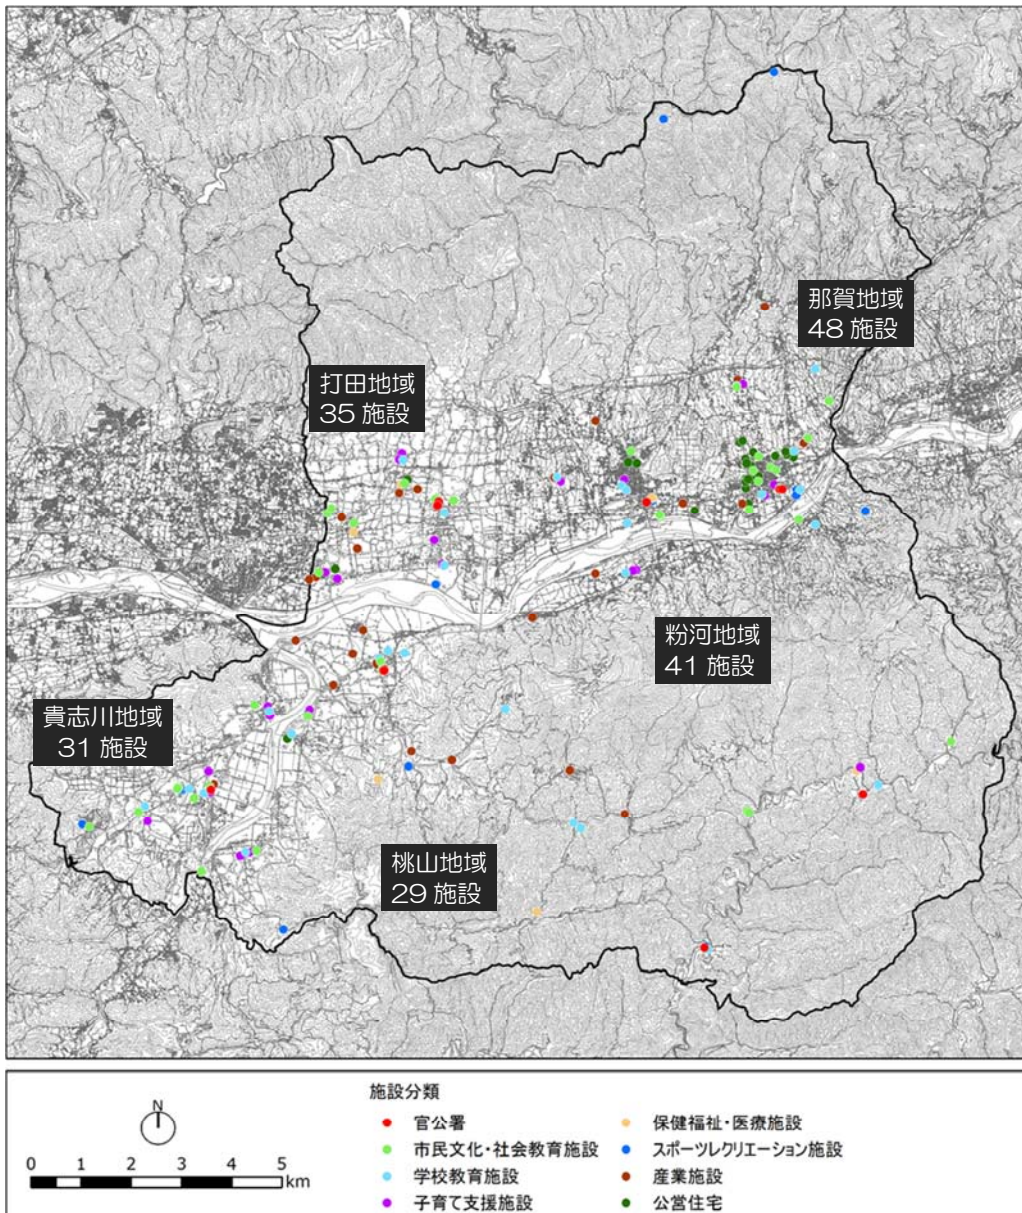 那賀地域
48 施設
打田地域
35 施設
粉河地域
41 施設
貴志川地域
31 施設
桃山地域
29 施設
施設分類
N
0 1 2 3 4 5
km
官公署
市民文化・社会教育施設
学校教育施設
子育て支援施設
保健福祉・医療施設
スポーツレクリエーション施設
産業施設
公営住宅